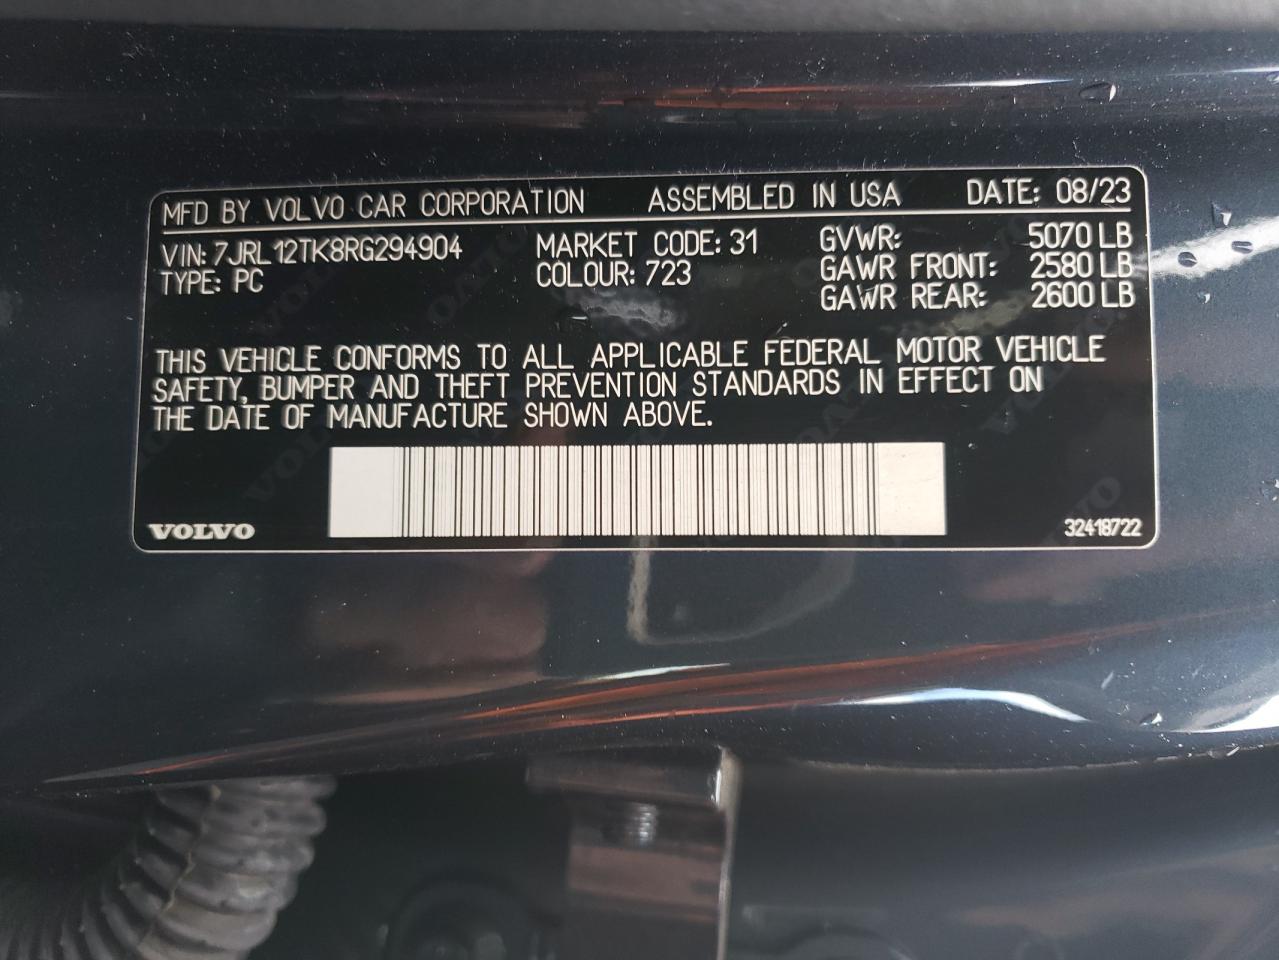 MFD BY VOLVO CAR CORPORATION ASSEMBLED IN USA DATE: 08/23
VIN: 7JRL12TK8RG294904 MARKET CODE: 31 GVWR: 5070 LB
TYPE: PC COLOUR: 723 GAWR FRONT: 2580 LB
GAWR REAR: 2600 LB
THIS VEHICLE CONFORMS TO ALL APPLICABLE FEDERAL MOTOR VEHICLE
SAFETY, BUMPER AND THEFT PREVENTION STANDARDS IN EFFECT ON
THE DATE OF MANUFACTURE SHOWN ABOVE.
VOLVO 32418722